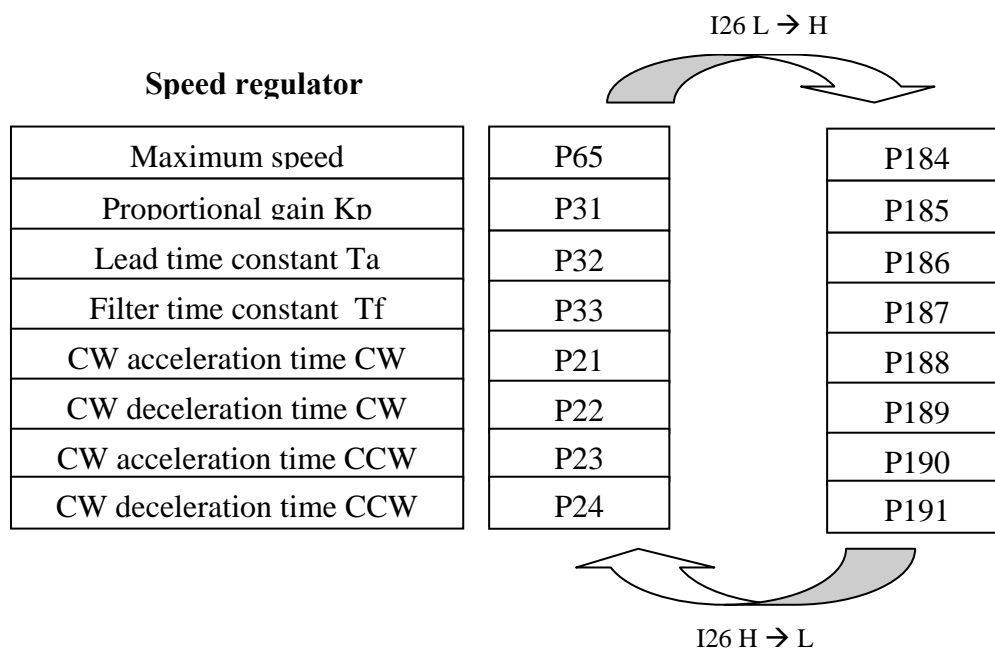 I26 L → H
Speed regulator
Maximum speed P65 P184
Proportional gain Kp P31 P185
Lead time constant Ta P32 P186
Filter time constant Tf P33 P187
CW acceleration time CW P21 P188
CW deceleration time CW P22 P189
CW acceleration time CCW P23 P190
CW deceleration time CCW P24 P191
I26 H → L